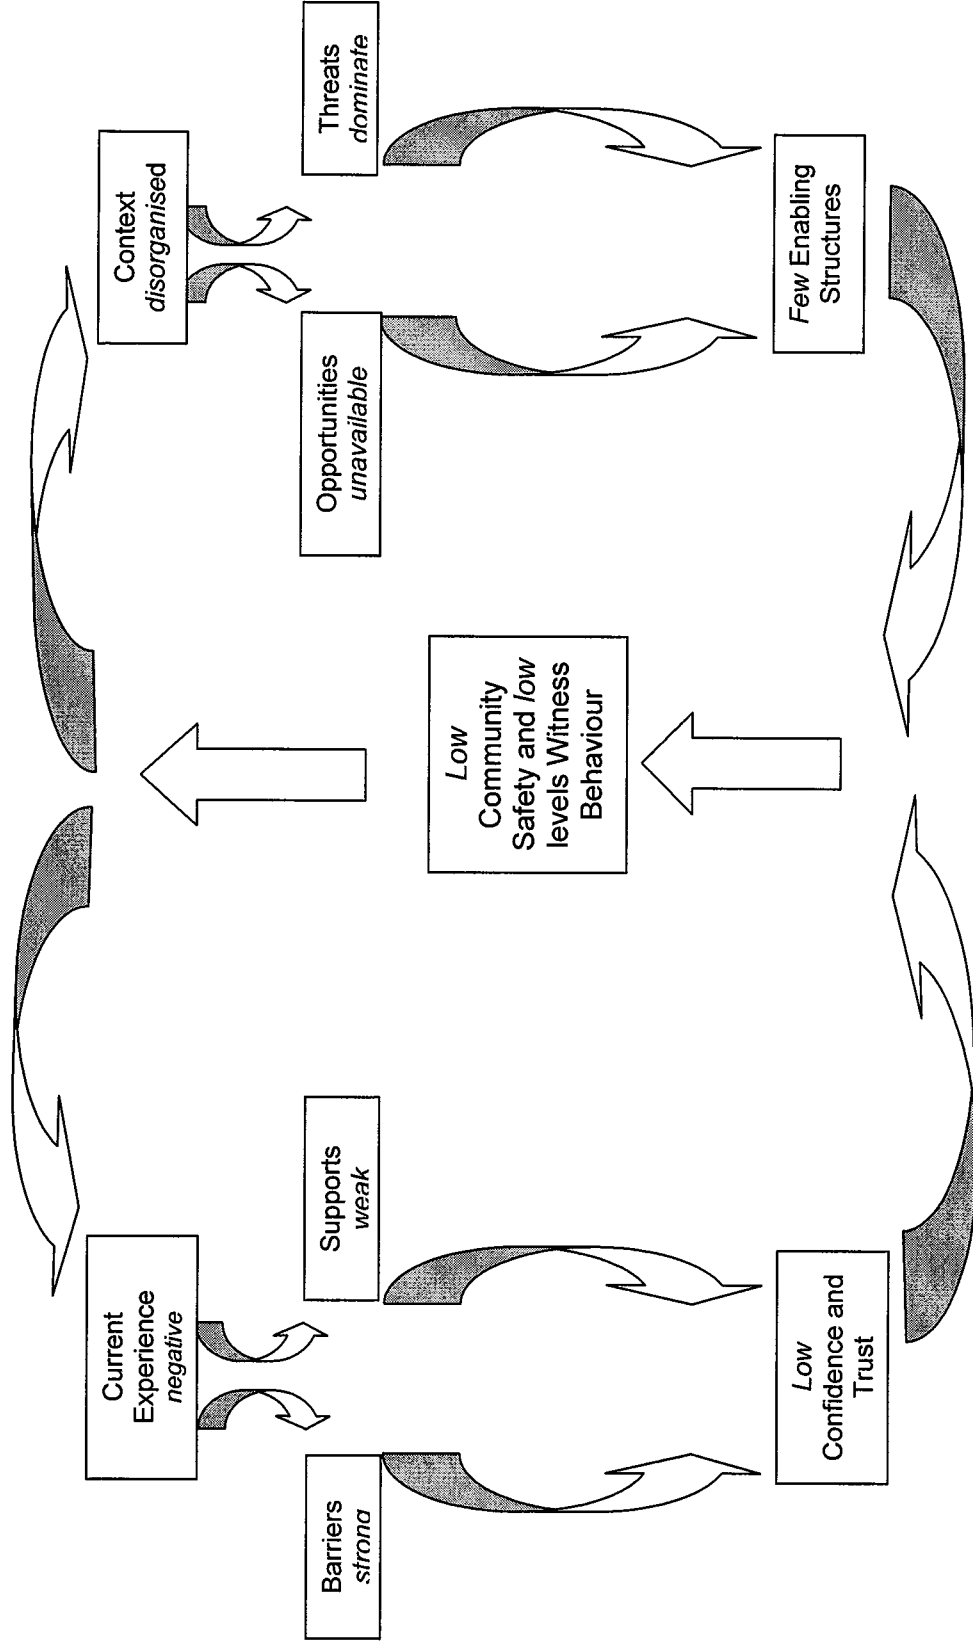 Current
Experience
negative
Context
disorganised
Barriers
strong
Supports
weak
Opportunities
unavailable
Threats
dominate
Low
Community
Safety and low
levels Witness
Behaviour
Low
Confidence and
Trust
Few Enabling
Structures